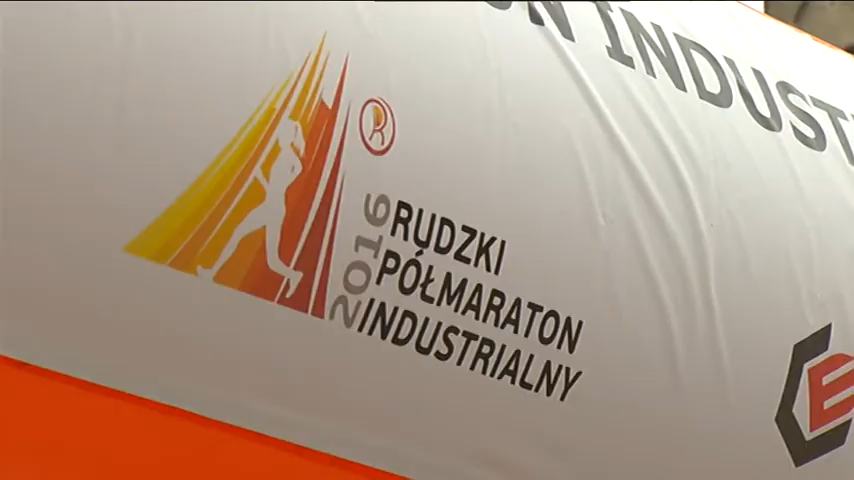 INDUST
R
2016
RUDZKI
PÓŁMARATON
INDUSTRIALNY
E